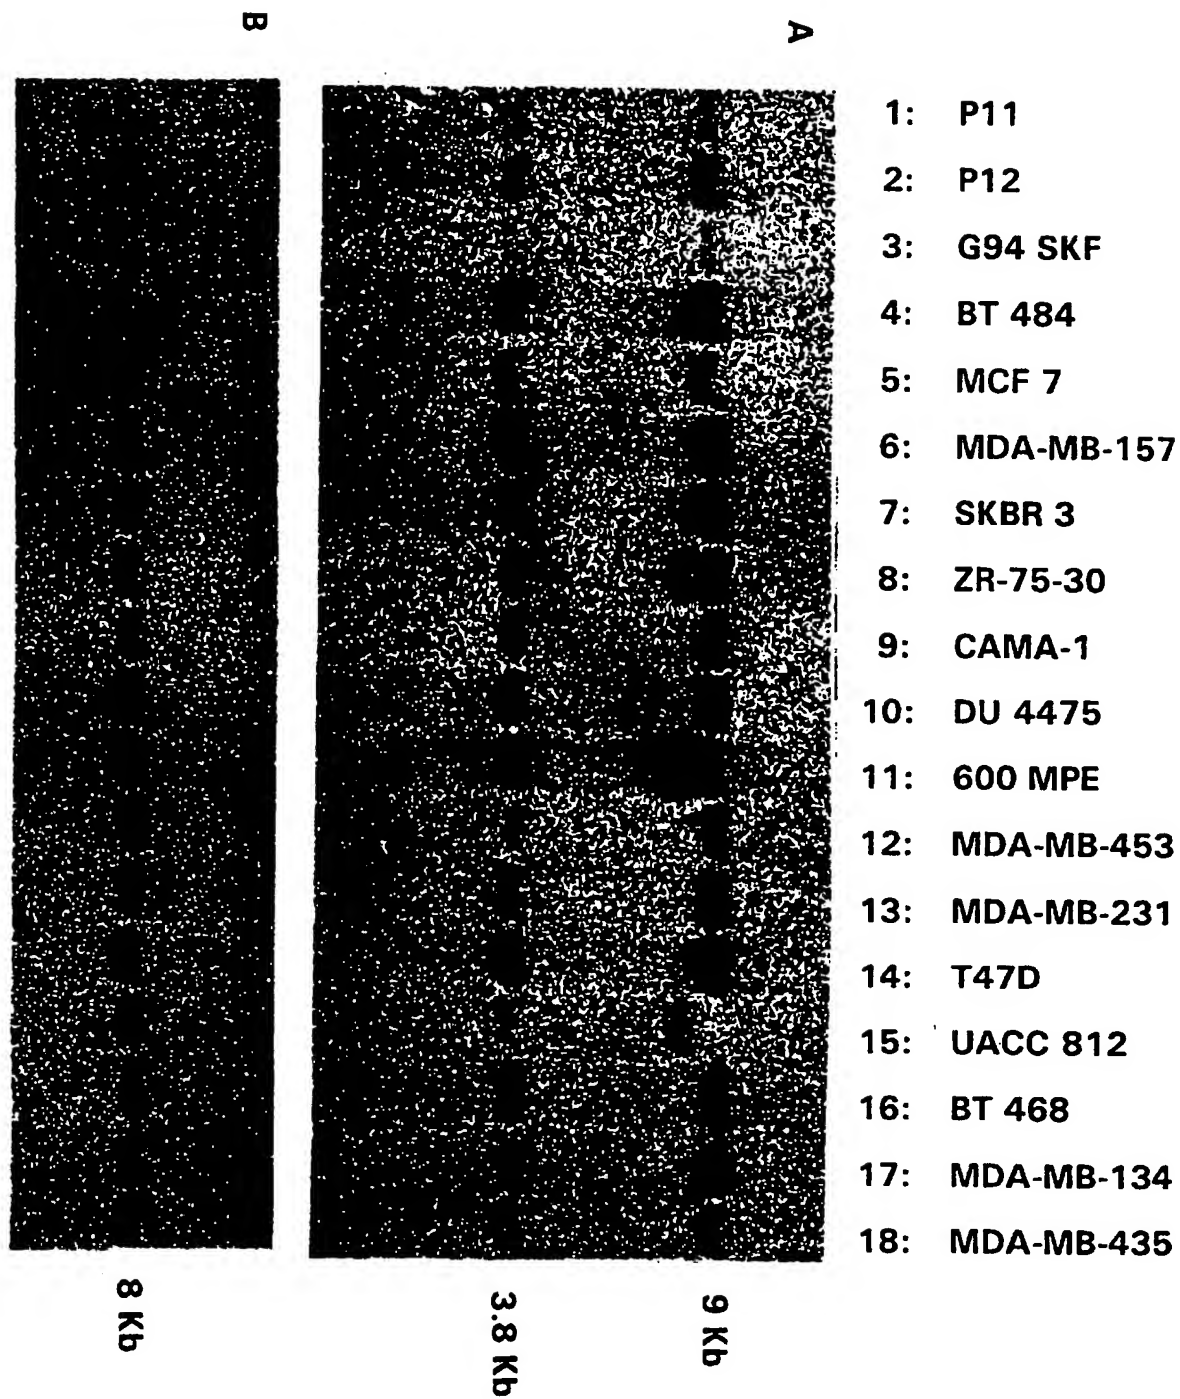 B
A
1: P11
2: P12
3: G94 SKF
4: BT 484
5: MCF 7
6: MDA-MB-157
7: SKBR 3
8: ZR-75-30
9: CAMA-1
10: DU 4475
11: 600 MPE
12: MDA-MB-453
13: MDA-MB-231
14: T47D
15: UACC 812
16: BT 468
17: MDA-MB-134
18: MDA-MB-435
8 Kb
3.8 Kb
9 Kb